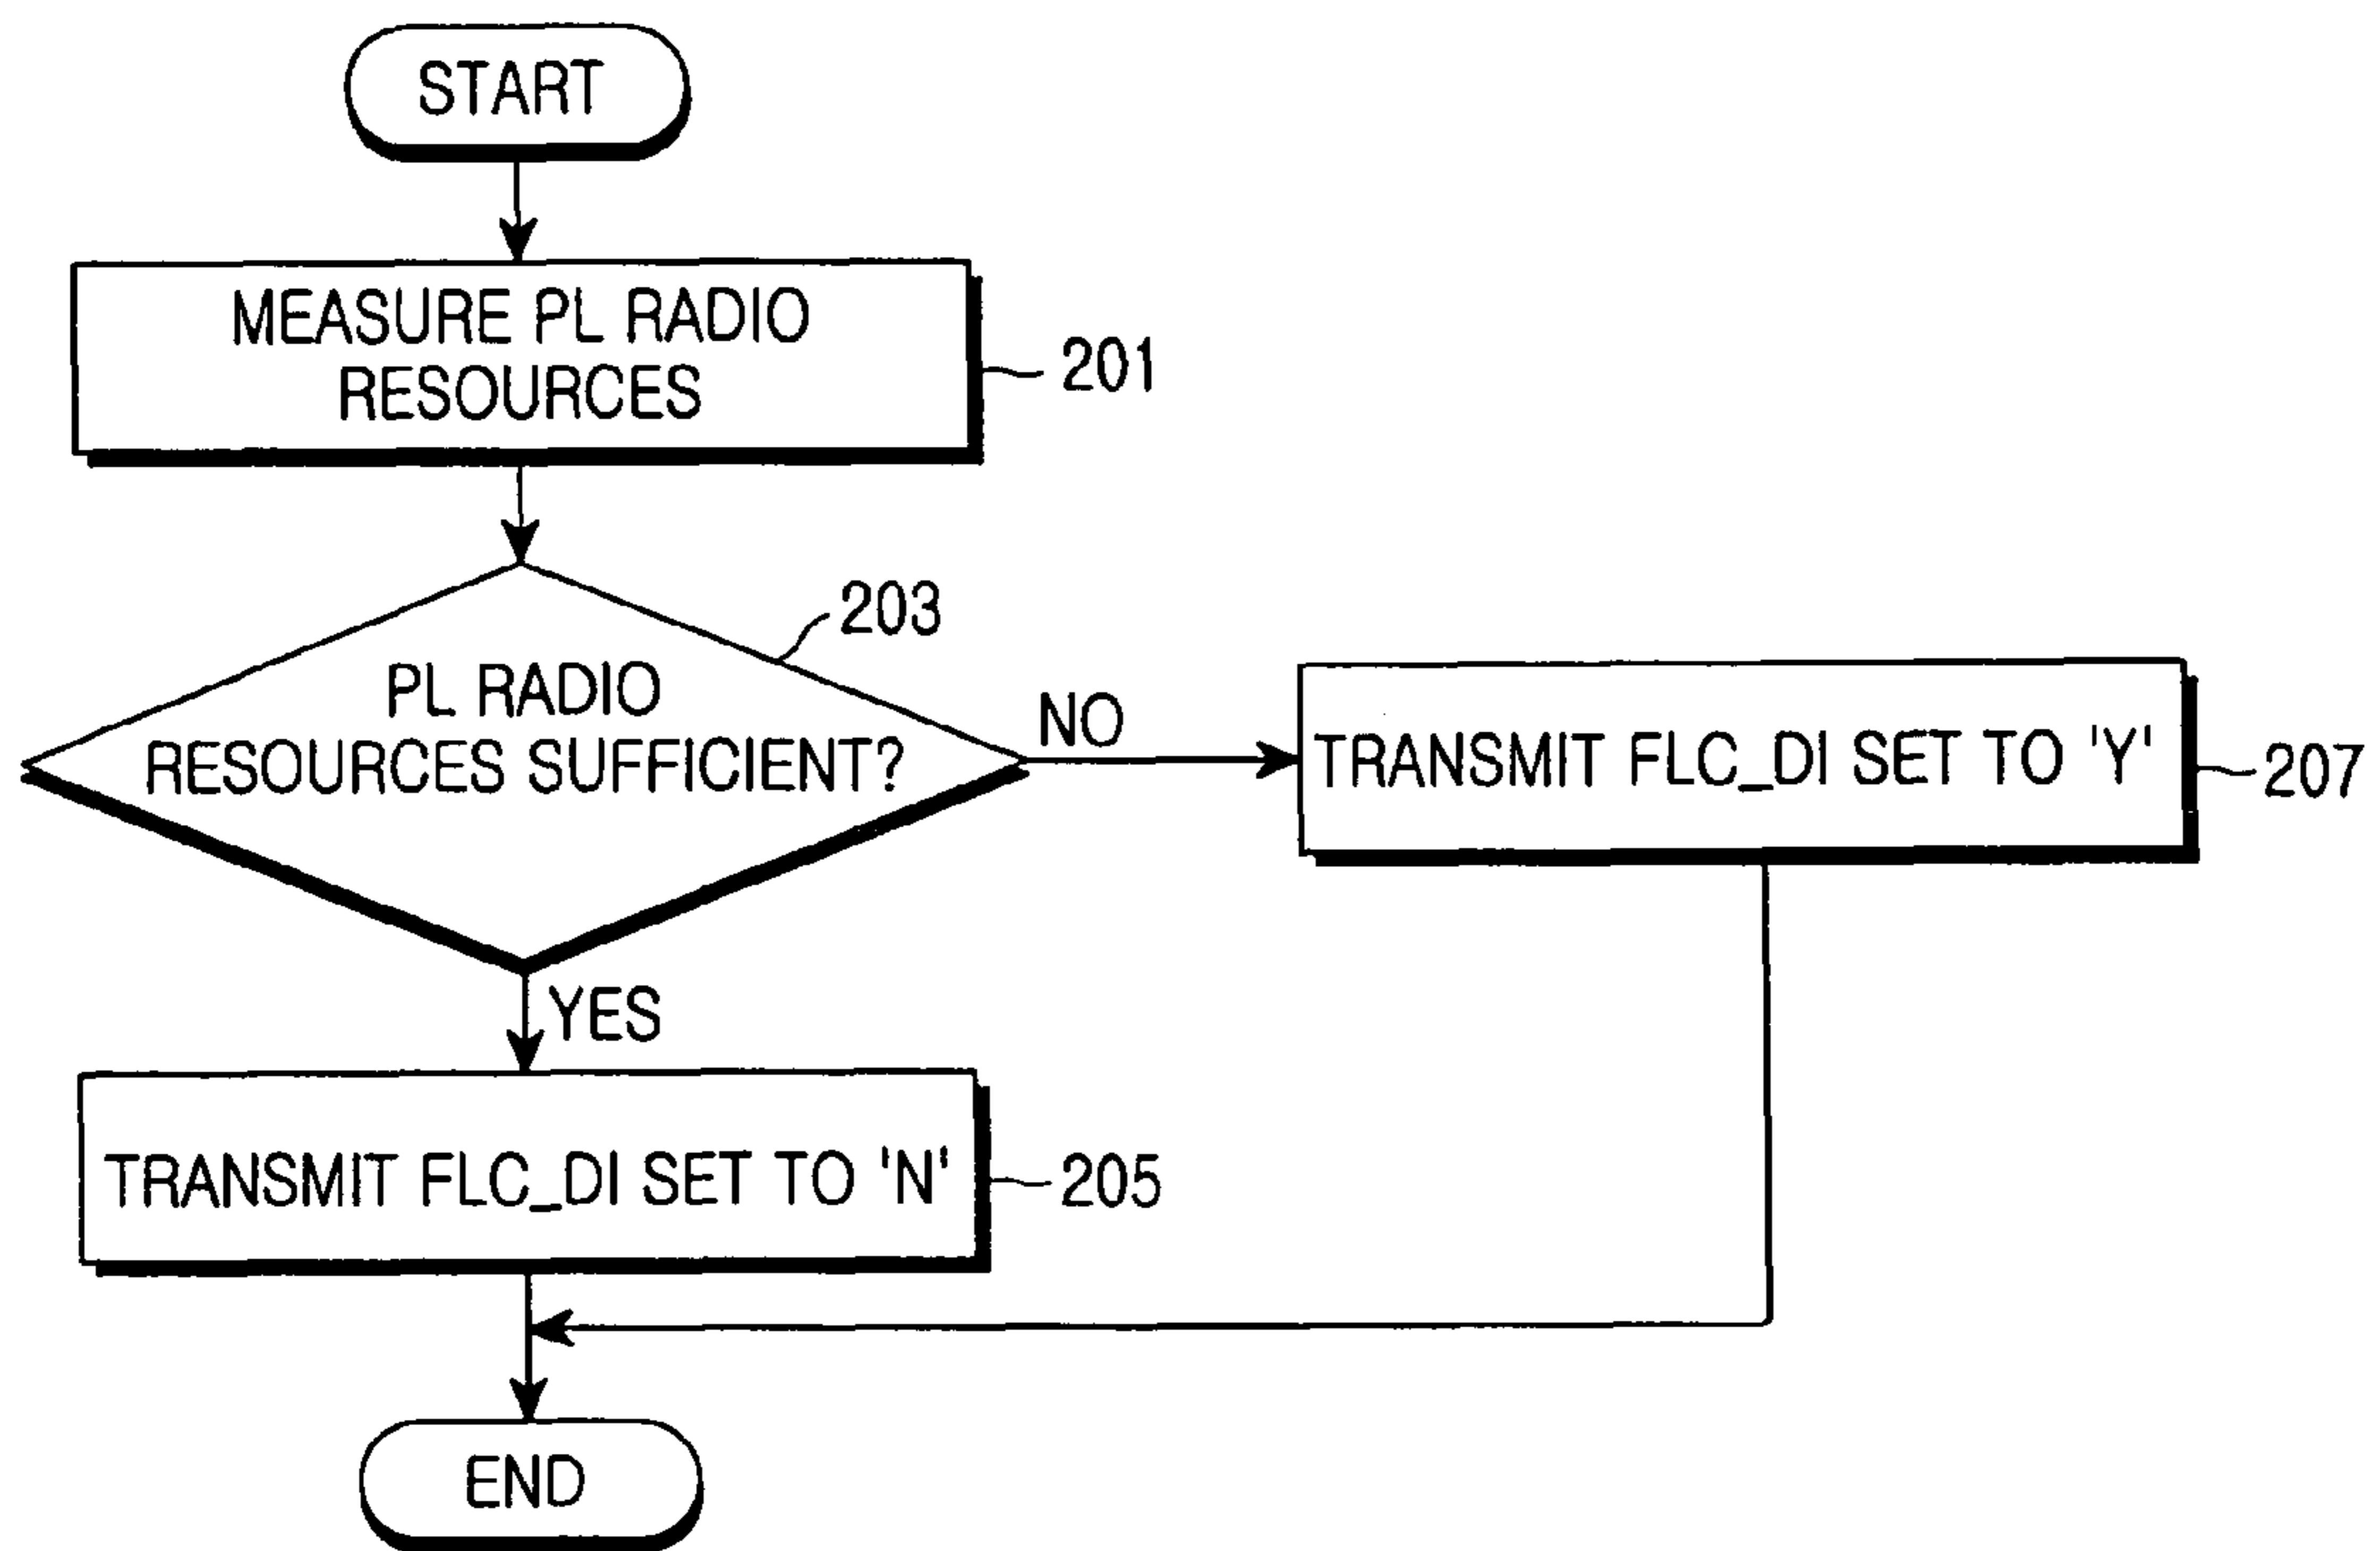 START
MEASURE PL RADIO
RESOURCES
201
203
PL RADIO
RESOURCES SUFFICIENT?
NO
TRANSMIT FLC_DI SET TO 'Y'
207
YES
TRANSMIT FLC_DI SET TO 'N'
205
END